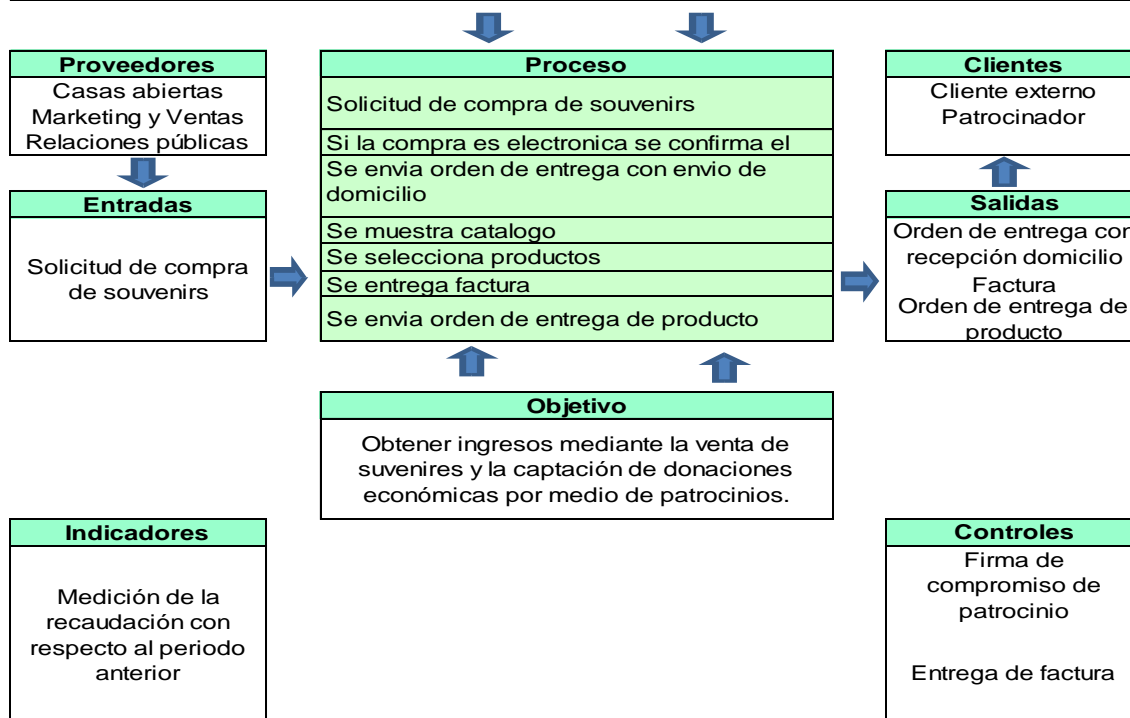 Proveedores
Casas abiertas
Marketing y Ventas
Relaciones públicas
Entradas
Solicitud de compra
de souvenirs
Proceso
Solicitud de compra de souvenirs
Si la compra es electronica se confirma el
Se envia orden de entrega con envio de
domicilio
Se muestra catalogo
Se selecciona productos
Se entrega factura
Se envia orden de entrega de producto
Clientes
Cliente externo
Patrocinador
Salidas
Orden de entrega con
recepción domicilio
Factura
Orden de entrega de
producto
Objetivo
Obtener ingresos mediante la venta de
suvenires y la captación de donaciones
económicas por medio de patrocinios.
Indicadores
Medición de la
recaudación con
respecto al periodo
anterior
Controles
Firma de
compromiso de
patrocinio
Entrega de factura